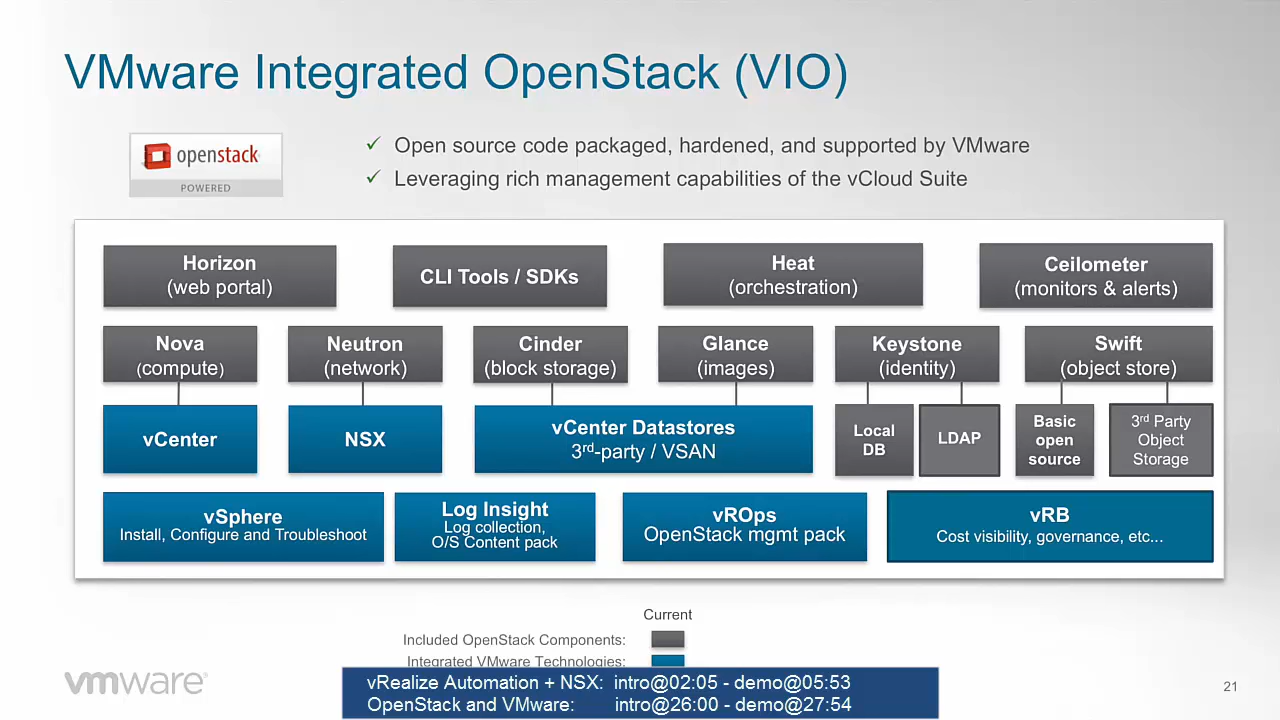 VMware Integrated OpenStack (VIO)
openstack
POWERED
✓ Open source code packaged, hardened, and supported by VMware
✓ Leveraging rich management capabilities of the vCloud Suite
Horizon
(web portal)
CLI Tools / SDKs
Heat
(orchestration)
Ceilometer
(monitors & alerts)
Nova
(compute)
Neutron
(network)
Cinder
(block storage)
Glance
(images)
Keystone
(identity)
Swift
(object store)
vCenter
NSX
vCenter Datastores
3rd-party / VSAN
Local
DB
LDAP
Basic
open
source
3rd Party
Object
Storage
vSphere
Install, Configure and Troubleshoot
Log Insight
Log collection,
O/S Content pack
vROps
OpenStack mgmt pack
vRB
Cost visibility, governance, etc...
Current
Included OpenStack Components:
Integrated VMware Technologies:
vmware
vRealize Automation + NSX: intro@02:05 - demo@05:53
OpenStack and VMware: intro@26:00 - demo@27:54
21